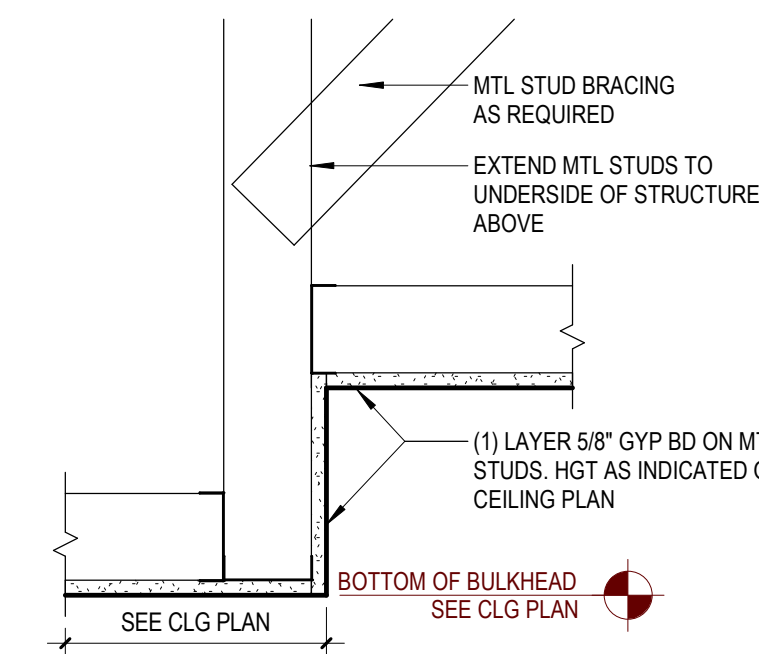 MTL STUD BRACING
AS REQUIRED
EXTEND MTL STUDS TO
UNDERSIDE OF STRUCTURE
ABOVE
(1) LAYER 5/8" GYP BD ON
STUDS. HGT AS INDICATED
CEILING PLAN
BOTTOM OF BULKHEAD
SEE CLG PLAN
SEE CLG PLAN